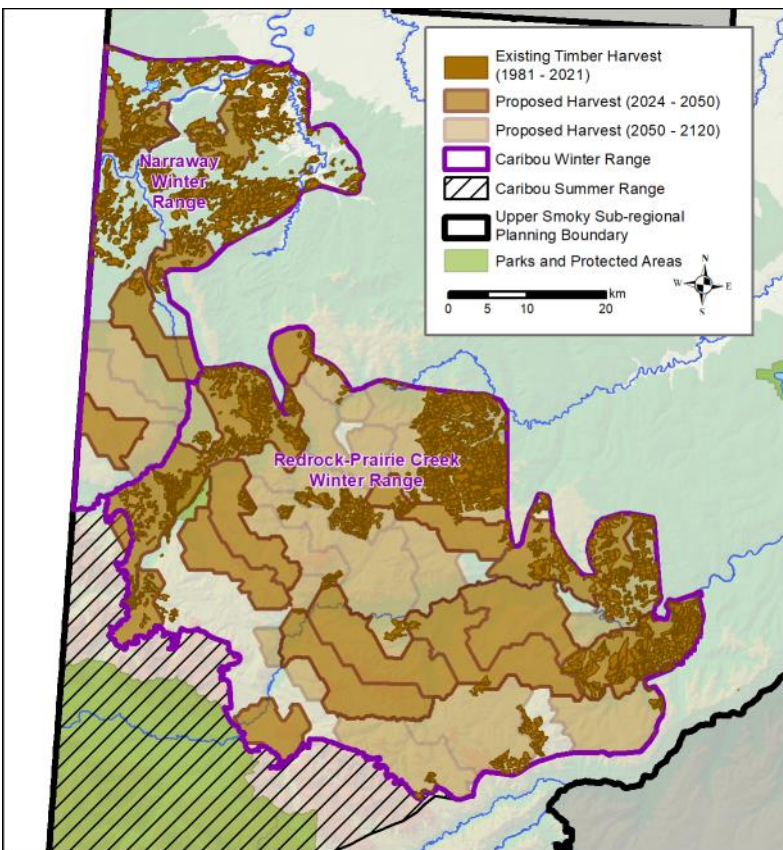 Existing Timber Harvest
(1981 - 2021)
Proposed Harvest (2024 - 2050)
Proposed Harvest (2050 - 2120)
Caribou Winter Range
Caribou Summer Range
Upper Smoky Sub-regional
Planning Boundary
Parks and Protected Areas
N
W E
S
km
0 5 10 20
Narraway
Winter
Range
Redrock-Prairie Creek
Winter Range